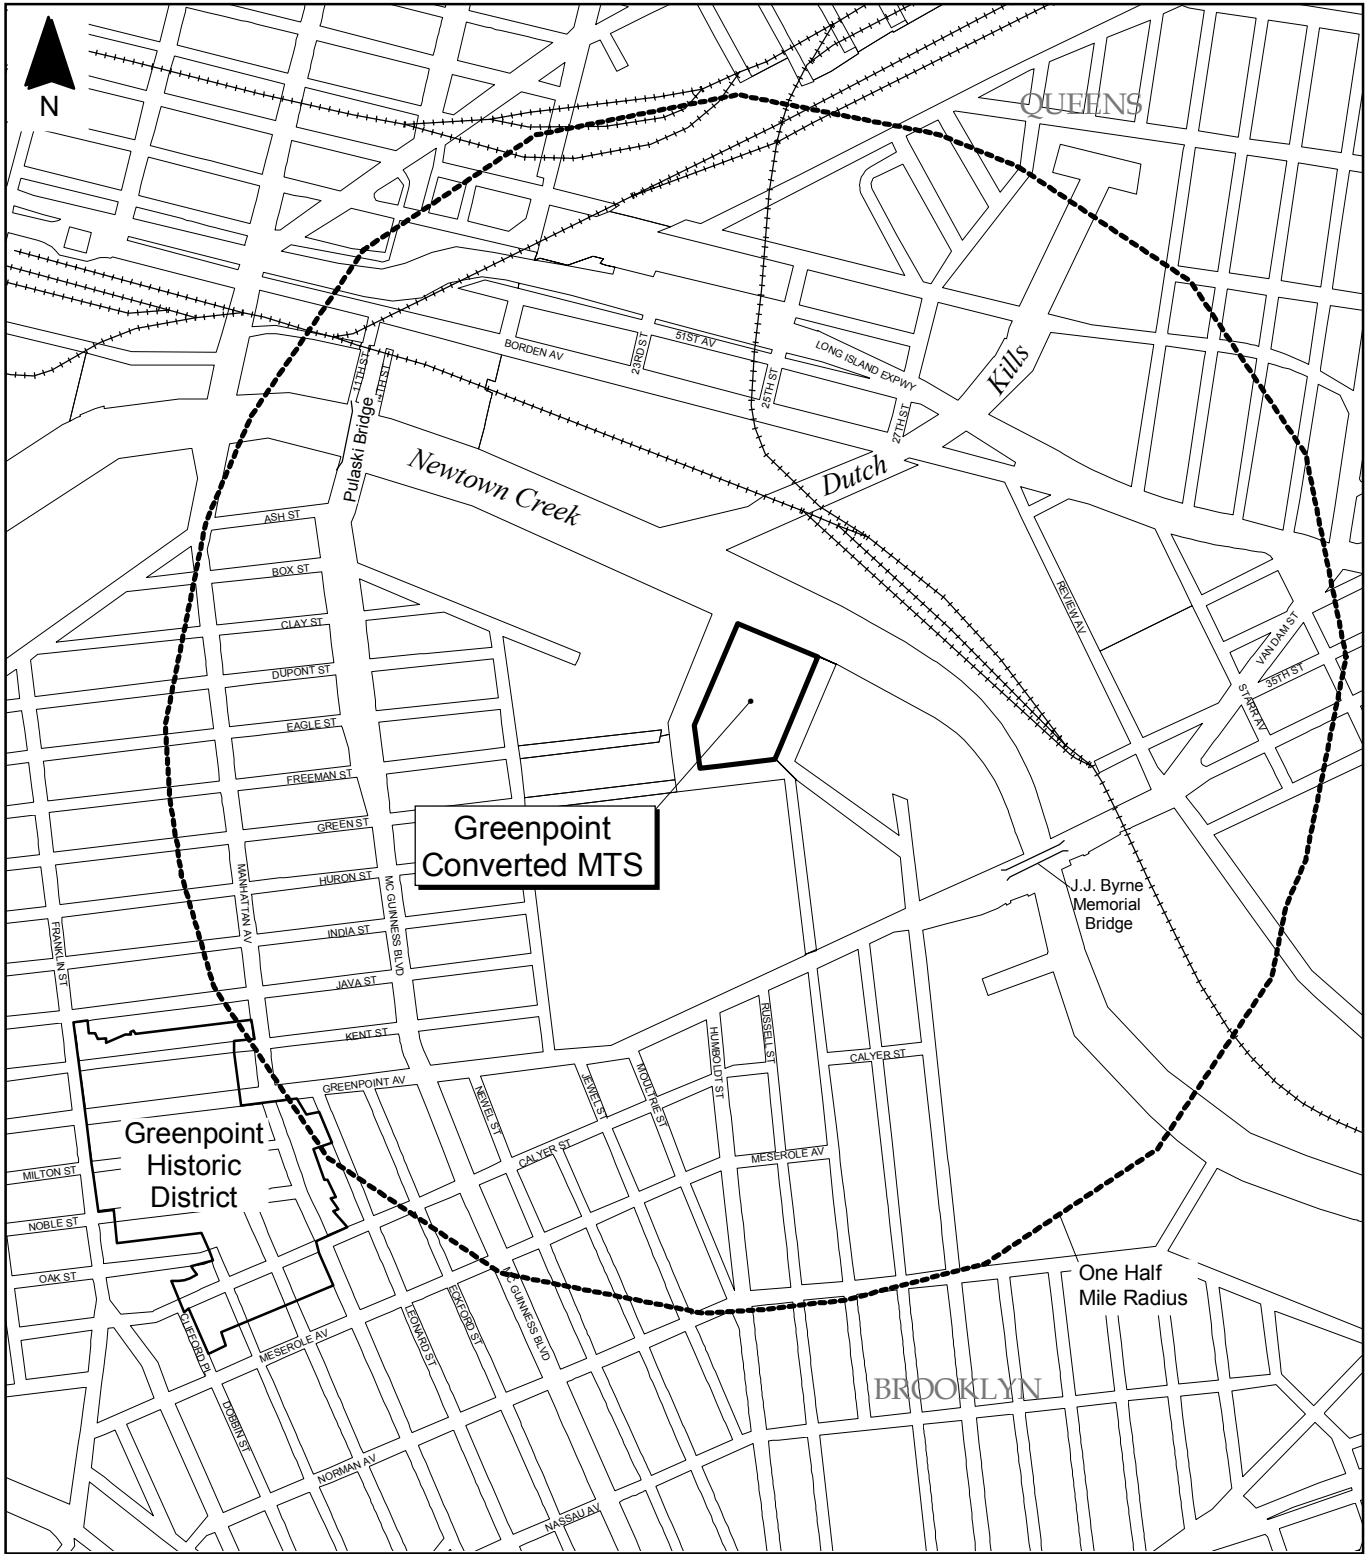 N
QUEENS
BORDEN AV
23RD ST
51ST AV
LONG ISLAND EXPWY
25TH ST
27TH ST
11TH ST
Pulaski Bridge
Kills
Dutch
Newtown Creek
ASH ST
BOX ST
CLAY ST
DUPONT ST
EAGLE ST
FREEMAN ST
GREEN ST
HURON ST
INDIA ST
JAVA ST
KENT ST
GREENPOINT AV
REVIEW AV
VAN DAM ST
35TH ST
STARR AV
Greenpoint
Converted MTS
MANHATTAN AV
MC GUINNESS BLVD
FRANKLIN ST
J.J. Byrne
Memorial
Bridge
RUSSELL ST
HUMBOLDT ST
MOULTRIE ST
JEWEL ST
NEWEL ST
CALYER ST
CALYER ST
MESEROLE AV
Greenpoint
Historic
District
MILTON ST
NOBLE ST
OAK ST
One Half
Mile Radius
CLIFFORD PL
MESEROLE AV
LEONARD ST
ECKFORD ST
MC GUINNESS BLVD
BROOKLYN
DOBBIN ST
NORMAN AV
NASSAU AV